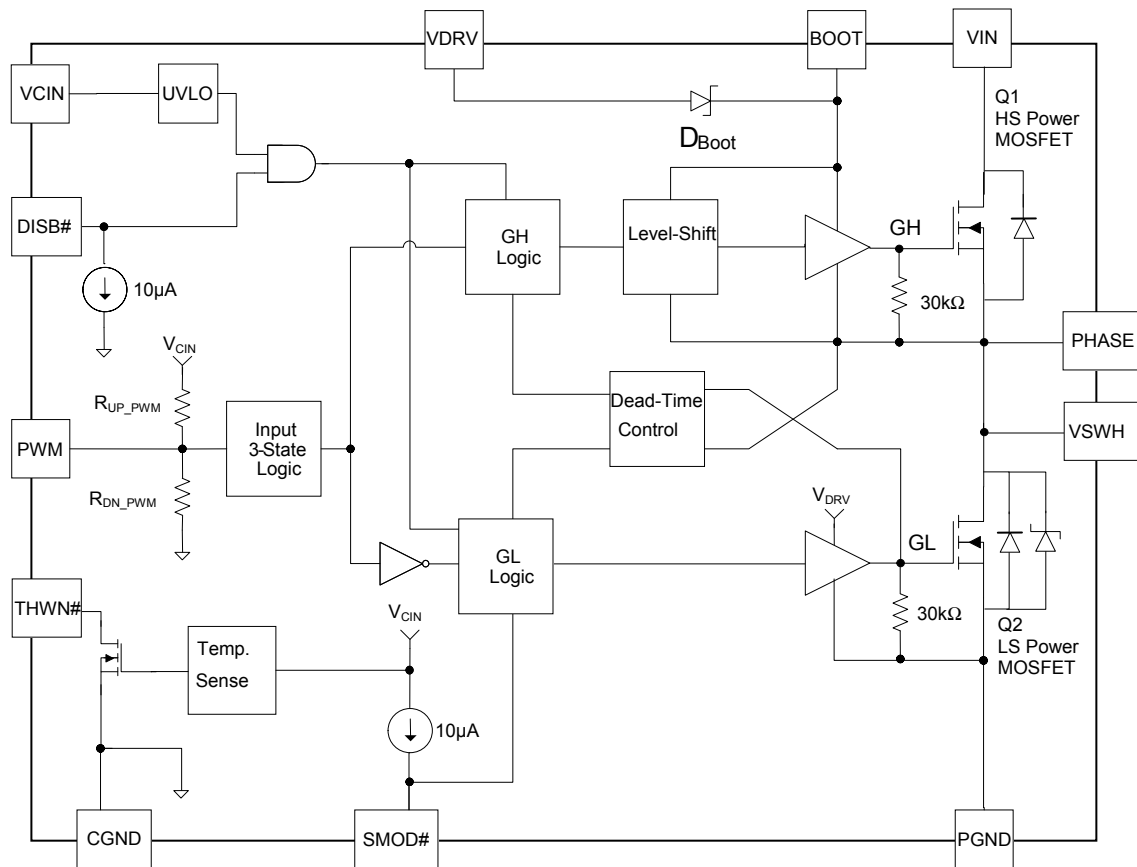 VDRV
BOOT
VIN
VCIN
UVLO
DBoot
Q1
HS Power
MOSFET
DISB#
10µA
GH
Logic
Level-Shift
GH
30kΩ
PHASE
VCIN
RUP_PWM
PWM
RDN_PWM
Input
3-State
Logic
Dead-Time
Control
VSWH
VDRV
GL
Logic
GL
30kΩ
Q2
LS Power
MOSFET
THWN#
Temp.
Sense
VCIN
10µA
CGND
SMOD#
PGND